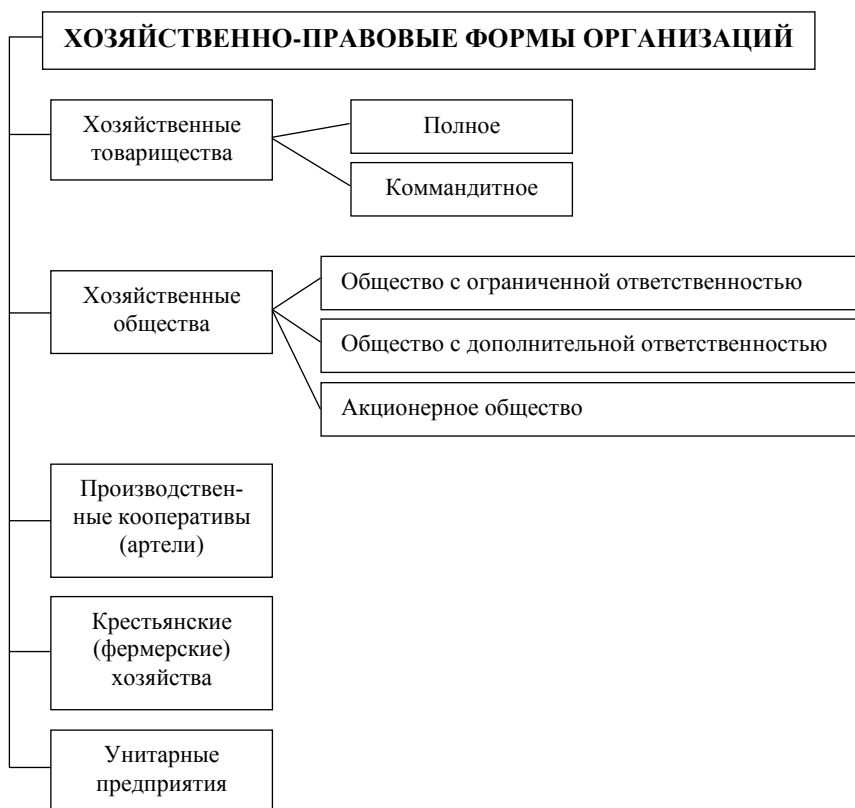 ХОЗЯЙСТВЕННО-ПРАВОВЫЕ ФОРМЫ ОРГАНИЗАЦИЙ
Хозяйственные
товарищества
Полное
Коммандитное
Хозяйственные
общества
Общество с ограниченной ответственностью
Общество с дополнительной ответственностью
Акционерное общество
Производствен-
ные кооперативы
(артели)
Крестьянские
(фермерские)
хозяйства
Унитарные
предприятия